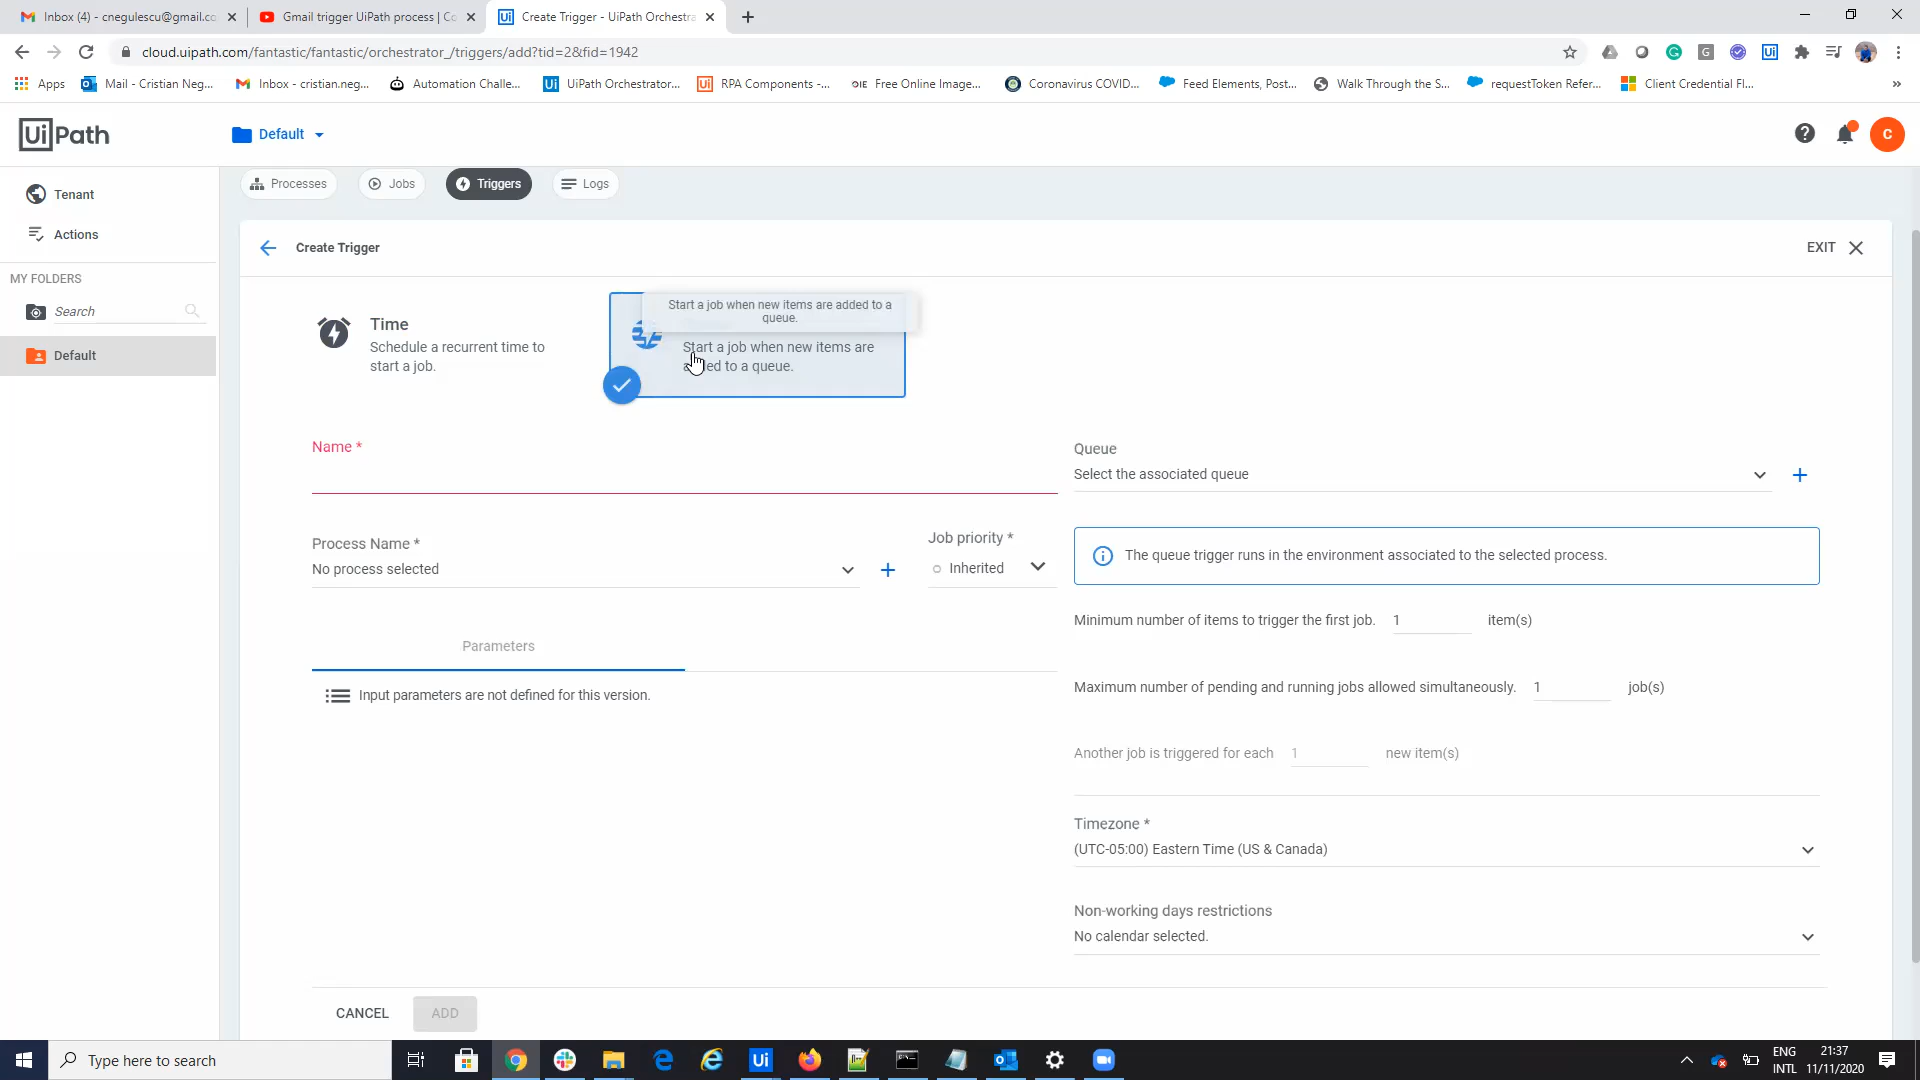 Inbox (4) - cnegulescu@gmail.co
Gmail trigger UiPath process | Co
Create Trigger - UiPath Orchestra
cloud.uipath.com/fantastic/fantastic/orchestrator_/triggers/add?tid=2&fid=1942
Apps
Mail - Cristian Neg...
Inbox - cristian.neg...
Automation Challe...
UiPath Orchestrator...
RPA Components -...
Free Online Image...
Coronavirus COVID...
Feed Elements, Post...
Walk Through the S...
requestToken Refer...
Client Credential Fl...
UiPath
Default
C
Tenant
Actions
MY FOLDERS
Search
Default
Processes
Jobs
Triggers
Logs
Create Trigger
EXIT
Time
Schedule a recurrent time to
start a job.
Start a job when new items are added to a
queue.
Start a job when new items are
to a queue.
Name *
Queue
Select the associated queue
Process Name *
No process selected
Job priority *
Inherited
The queue trigger runs in the environment associated to the selected process.
Minimum number of items to trigger the first job. 1 item(s)
Parameters
Input parameters are not defined for this version.
Maximum number of pending and running jobs allowed simultaneously. 1 job(s)
Another job is triggered for each 1 new item(s)
Timezone *
(UTC-05:00) Eastern Time (US & Canada)
Non-working days restrictions
No calendar selected.
CANCEL
ADD
Type here to search
ENG
INTL
21:37
11/11/2020